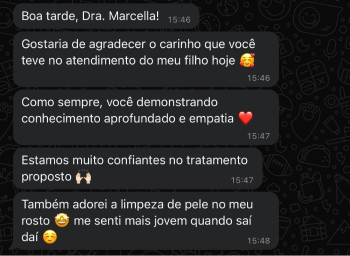 Boa tarde, Dra. Marcella! 15:46
Gostaria de agradecer o carinho que você
teve no atendimento do meu filho hoje 🥰
15:46
Como sempre, você demonstrando
conhecimento aprofundado e empatia ❤️
15:47
Estamos muito confiantes no tratamento
proposto 🙌🏻
15:47
Também adorei a limpeza de pele no meu
rosto 🤩 me senti mais jovem quando saí
daí ☺️
15:48